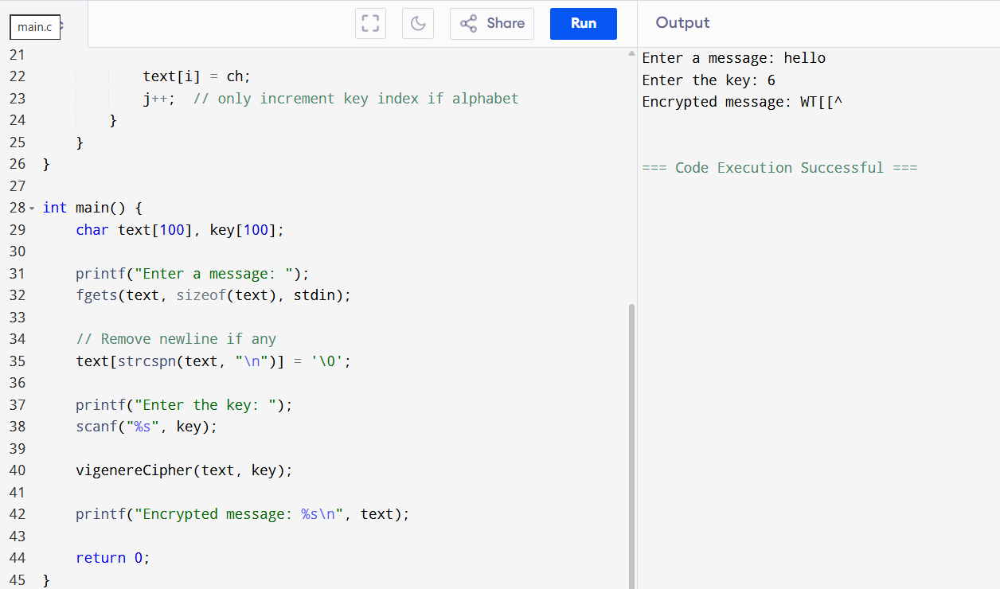 main.c
Share
Run
Output
21
22 text[i] = ch;
23 j++;  // only increment key index if alphabet
24 }
25 }
26 }
27
28 int main() {
29 char text[100], key[100];
30
31 printf("Enter a message: ");
32 fgets(text, sizeof(text), stdin);
33
34 // Remove newline if any
35 text[strcspn(text, "\n")] = '\0';
36
37 printf("Enter the key: ");
38 scanf("%s", key);
39
40 vigenereCipher(text, key);
41
42 printf("Encrypted message: %s\n", text);
43
44 return 0;
45 }
Enter a message: hello
Enter the key: 6
Encrypted message: WT[[^
=== Code Execution Successful ===